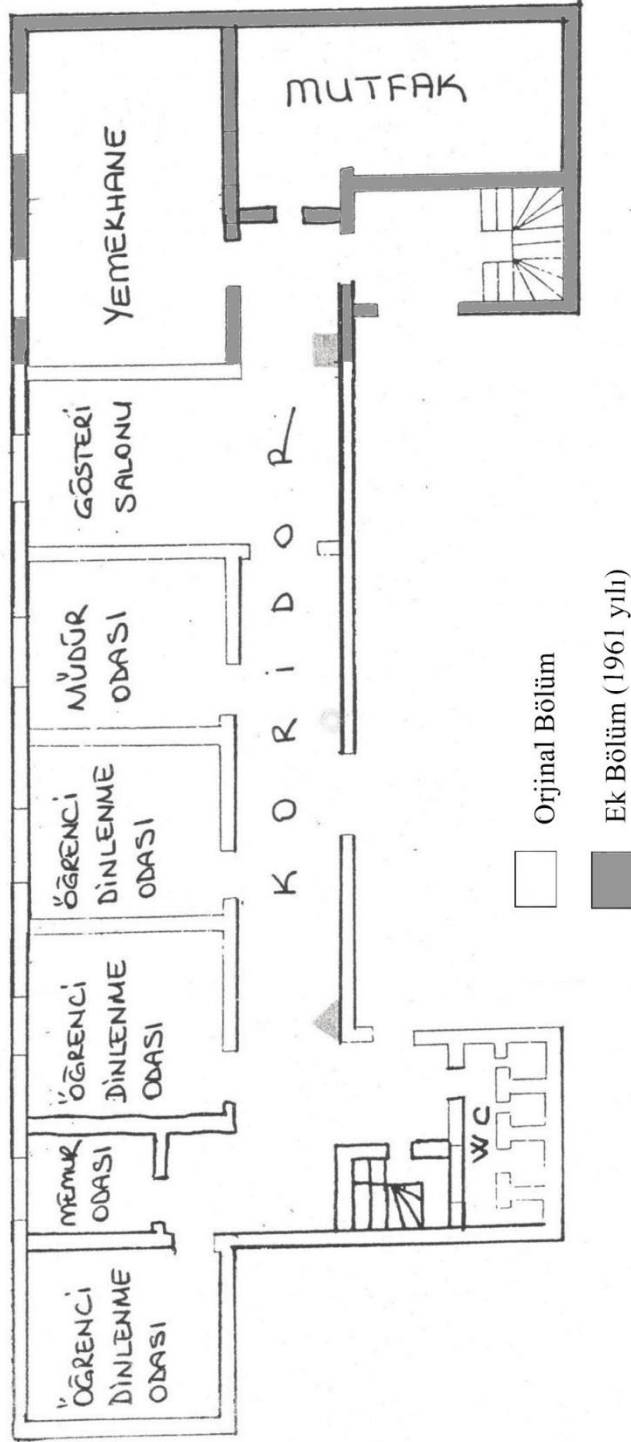 ÖĞRENCİ
DİNLENME
ODASI
MEMUR
ODASI
ÖĞRENCİ
DİNLENME
ODASI
ÖĞRENCİ
DİNLENME
ODASI
MÜDÜR
ODASI
GÖSTERİ
SALONU
YEMEKHANE
MUTFAK
KORİDOR
WC
Orjinal Bölüm
Ek Bölüm (1961 yılı)